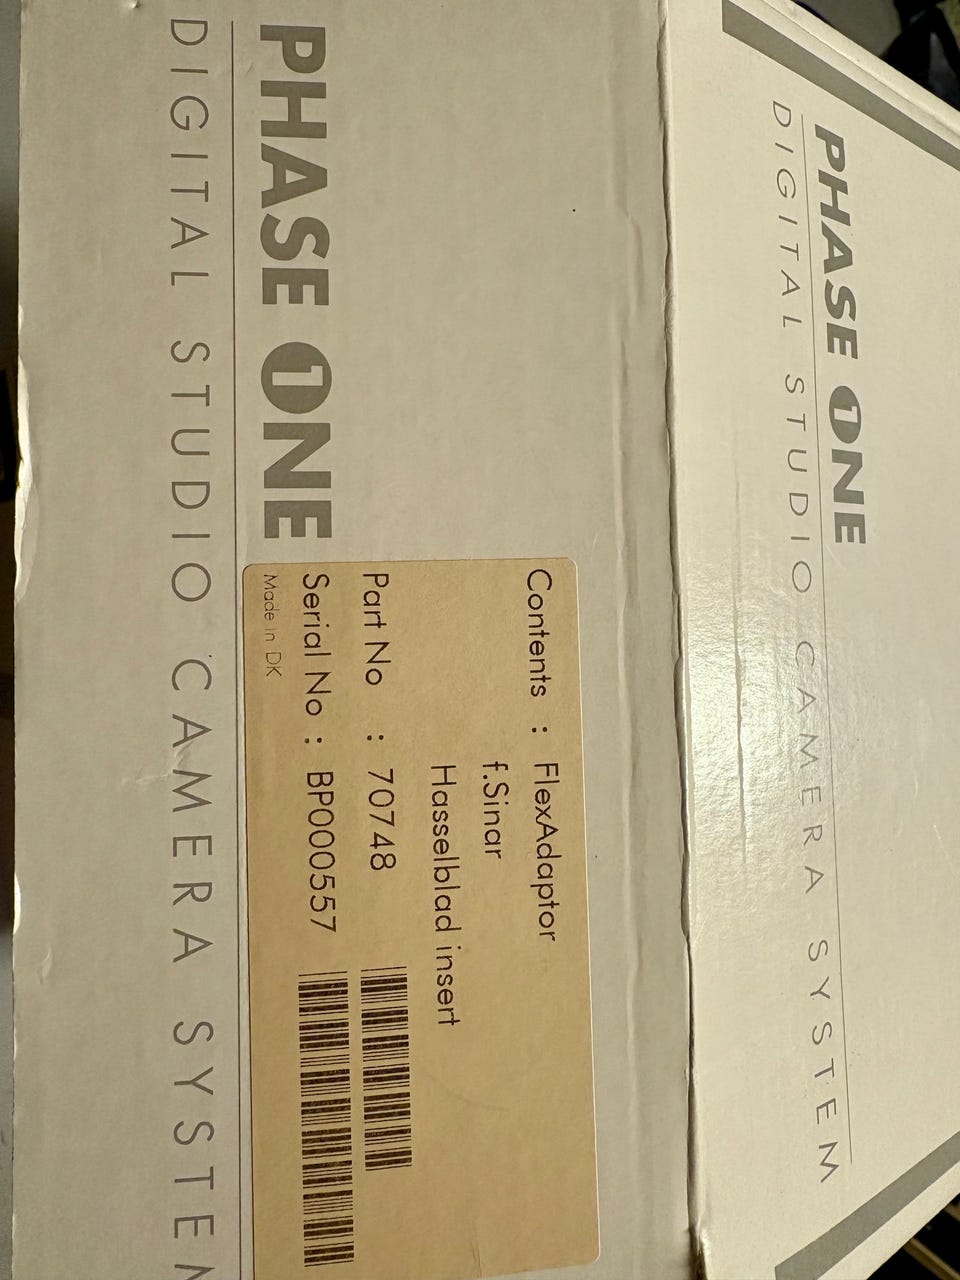 PHASE ONE
DIGITAL STUDIO CAMERA SYSTEM
Contents : FlexAdaptor
f.Sinar
Hasselblad insert
Part No : 70748
Serial No : BP000557
Made in DK
PHASE ONE
DIGITAL STUDIO CAMERA SYSTEM